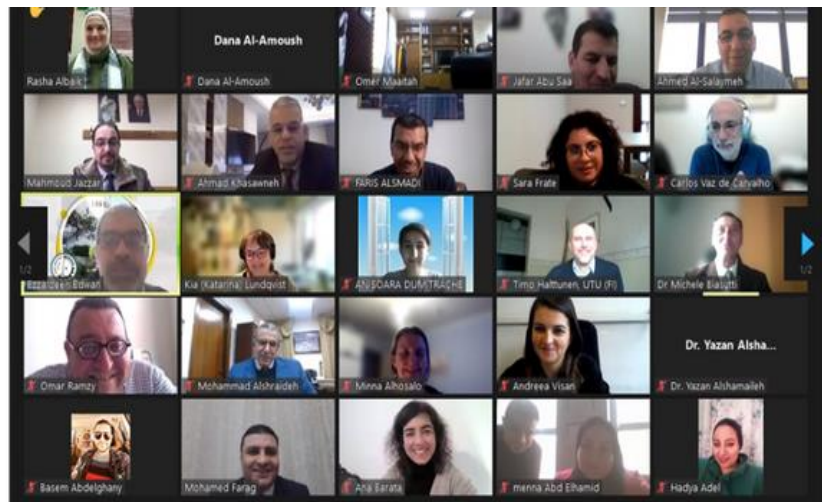 Rasha Albaik
Dana Al-Amoush
Dana Al-Amoush
Omer Maaitah
Jafar Abu Saa
Ahmed Al-Salaymeh
Mahmoud Jazzar
Ahmad Khasawneh
FARIS ALSMADI
Sara Frate
Carlos Vaz de Carvalho
1/2
Ezzaldeen Edwan
Kia (Katarina) Lundqvist
ANISOARA DUMITRACHE
Timo Halttunen, UTU (FI)
Dr Michele Biasutti
1/2
Omar Ramzy
Mohammad Alshraideh
Minna Alhosalo
Andreea Visan
Dr. Yazan Alsha...
Dr. Yazan Alshamaileh
Basem Abdelghany
Mohamed Farag
Ana Barata
menna Abd Elhamid
Hadya Adel